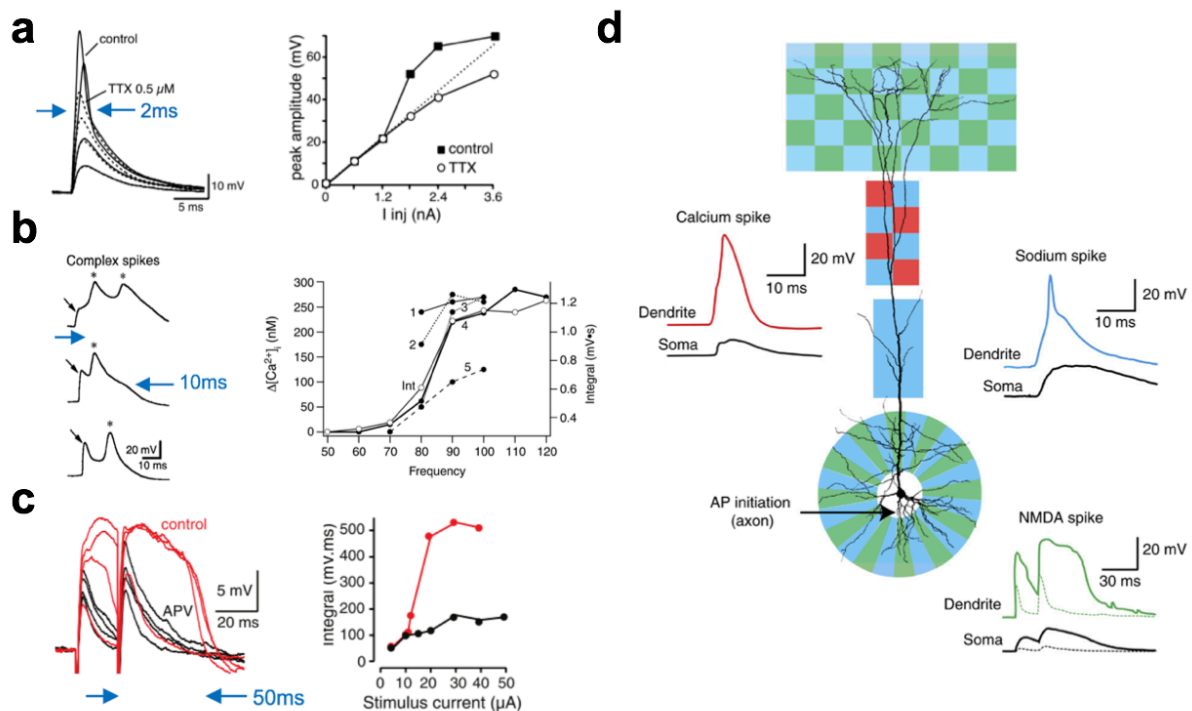 a
control
TTX 0.5 µM
2ms
10 mV
5 ms
peak amplitude (mV)
60
40
20
0
control
TTX
0
1.2
2.4
3.6
I inj (nA)
b
Complex spikes
*
*
*
10ms
*
20 mV
10 ms
Δ[Ca²⁺]ᵢ (nM)
300
250
200
150
100
50
0
1
2
3
4
5
Int
1.2
1.0
0.8
0.6
0.4
Integral (mV•s)
50
60
70
80
90
100
110
120
Frequency
c
control
APV
5 mV
20 ms
50ms
Integral (mv.ms)
500
400
300
200
100
0
0
10
20
30
40
50
Stimulus current (µA)
d
Calcium spike
20 mV
10 ms
Dendrite
Soma
Sodium spike
20 mV
10 ms
Dendrite
Soma
AP initiation
(axon)
NMDA spike
20 mV
30 ms
Dendrite
Soma